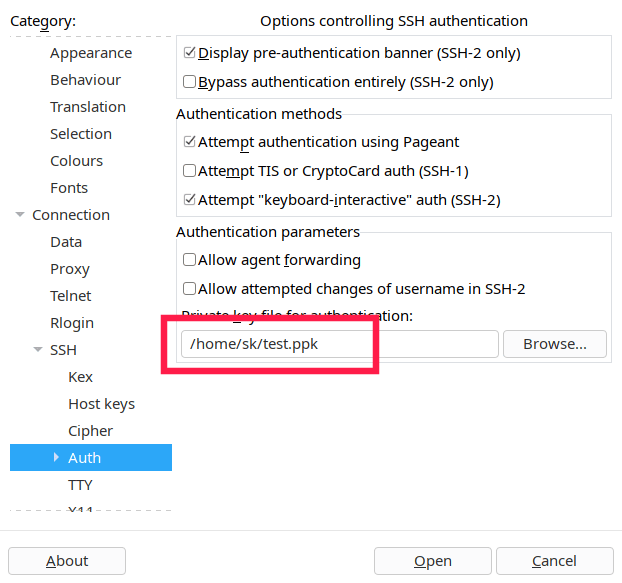 Category:
Appearance
Behaviour
Translation
Selection
Colours
Fonts
Connection
Data
Proxy
Telnet
Rlogin
SSH
Kex
Host keys
Cipher
Auth
TTY
X11
Options controlling SSH authentication
Display pre-authentication banner (SSH-2 only)
Bypass authentication entirely (SSH-2 only)
Authentication methods
Attempt authentication using Pageant
Attempt TIS or CryptoCard auth (SSH-1)
Attempt "keyboard-interactive" auth (SSH-2)
Authentication parameters
Allow agent forwarding
Allow attempted changes of username in SSH-2
Private key file for authentication:
/home/sk/test.ppk
Browse...
About
Open
Cancel